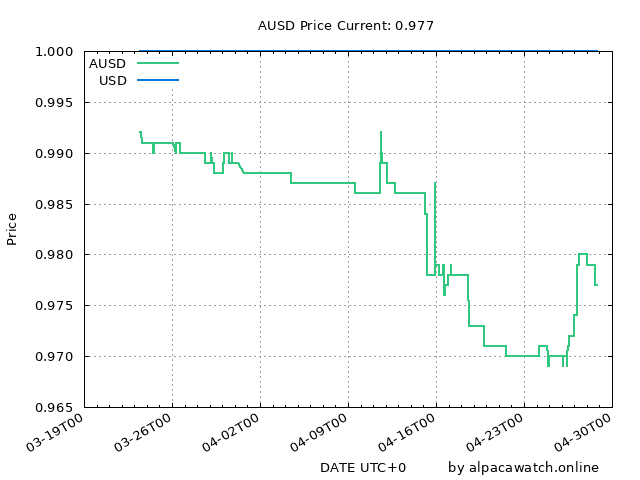 AUSD Price Current: 0.977
1.000
AUSD
USD
0.995
0.990
0.985
0.980
0.975
0.970
0.965
Price
03-19T00
03-26T00
04-02T00
04-09T00
04-16T00
04-23T00
04-30T00
DATE UTC+0
by alpacawatch.online